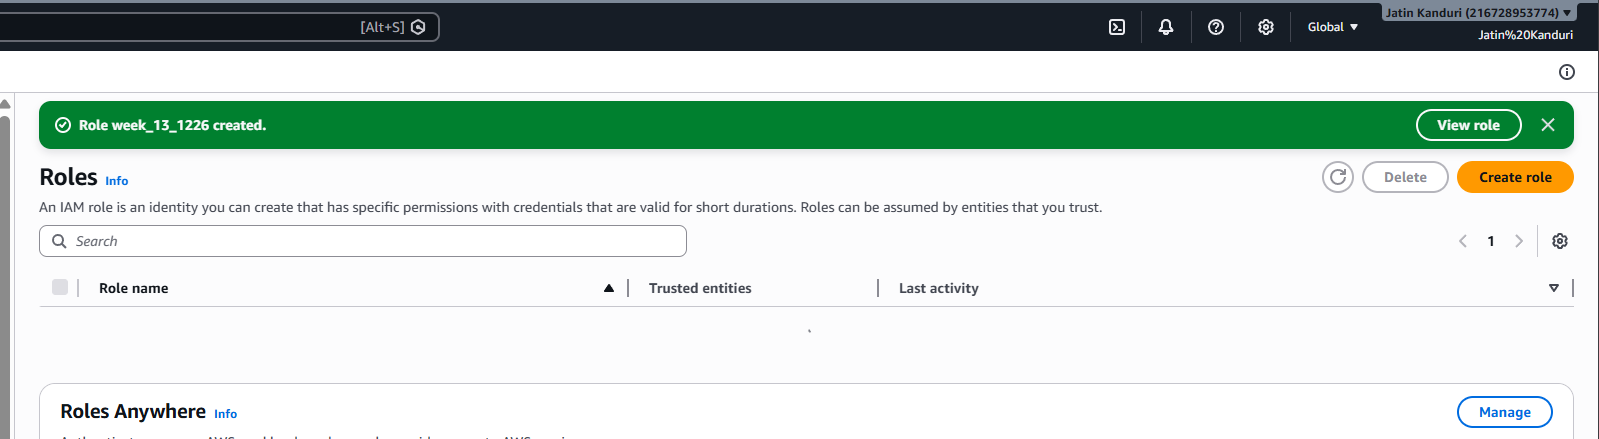 [Alt+S]
Global
Jatin Kanduri (216728953774)
Jatin%20Kanduri
Role week_13_1226 created.
View role
Roles Info
Delete
Create role
An IAM role is an identity you can create that has specific permissions with credentials that are valid for short durations. Roles can be assumed by entities that you trust.
Search
1
Role name
Trusted entities
Last activity
Roles Anywhere Info
Manage